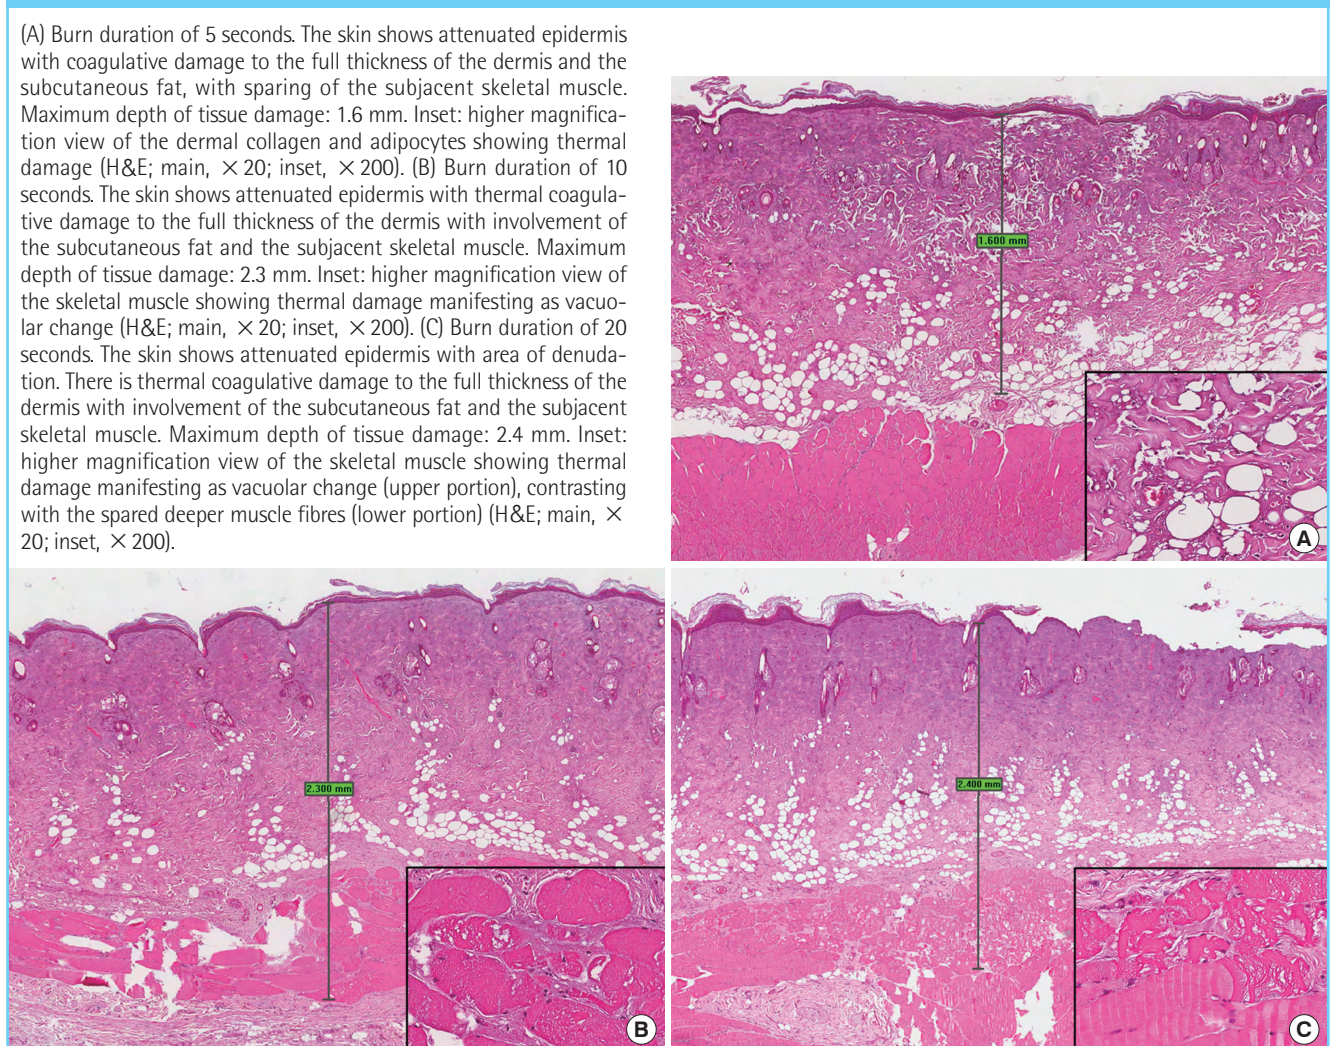 (A) Burn duration of 5 seconds. The skin shows attenuated epidermis
with coagulative damage to the full thickness of the dermis and the
subcutaneous fat, with sparing of the subjacent skeletal muscle.
Maximum depth of tissue damage: 1.6 mm. Inset: higher magnifica-
tion view of the dermal collagen and adipocytes showing thermal
damage (H&E; main, × 20; inset, × 200). (B) Burn duration of 10
seconds. The skin shows attenuated epidermis with thermal coagula-
tive damage to the full thickness of the dermis with involvement of
the subcutaneous fat and the subjacent skeletal muscle. Maximum
depth of tissue damage: 2.3 mm. Inset: higher magnification view of
the skeletal muscle showing thermal damage manifesting as vacuo-
lar change (H&E; main, × 20; inset, × 200). (C) Burn duration of 20
seconds. The skin shows attenuated epidermis with area of denuda-
tion. There is thermal coagulative damage to the full thickness of the
dermis with involvement of the subcutaneous fat and the subjacent
skeletal muscle. Maximum depth of tissue damage: 2.4 mm. Inset:
higher magnification view of the skeletal muscle showing thermal
damage manifesting as vacuolar change (upper portion), contrasting
with the spared deeper muscle fibres (lower portion) (H&E; main, ×
20; inset, × 200).
1.600 mm
A
2.300 mm
B
2.400 mm
C